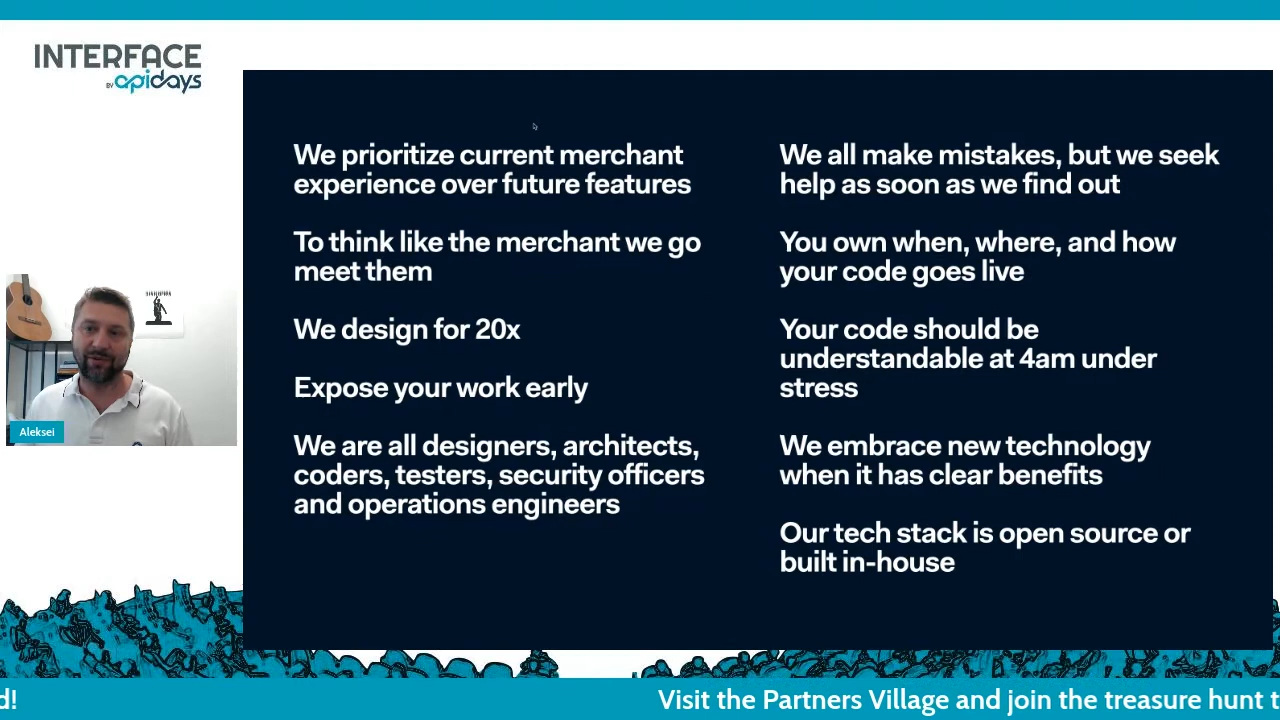 INTERFACE
BY apidays
We prioritize current merchant
experience over future features
To think like the merchant we go
meet them
We design for 20x
Expose your work early
We are all designers, architects,
coders, testers, security officers
and operations engineers
We all make mistakes, but we seek
help as soon as we find out
You own when, where, and how
your code goes live
Your code should be
understandable at 4am under
stress
We embrace new technology
when it has clear benefits
Our tech stack is open source or
built in-house
Aleksei
d!
Visit the Partners Village and join the treasure hunt t